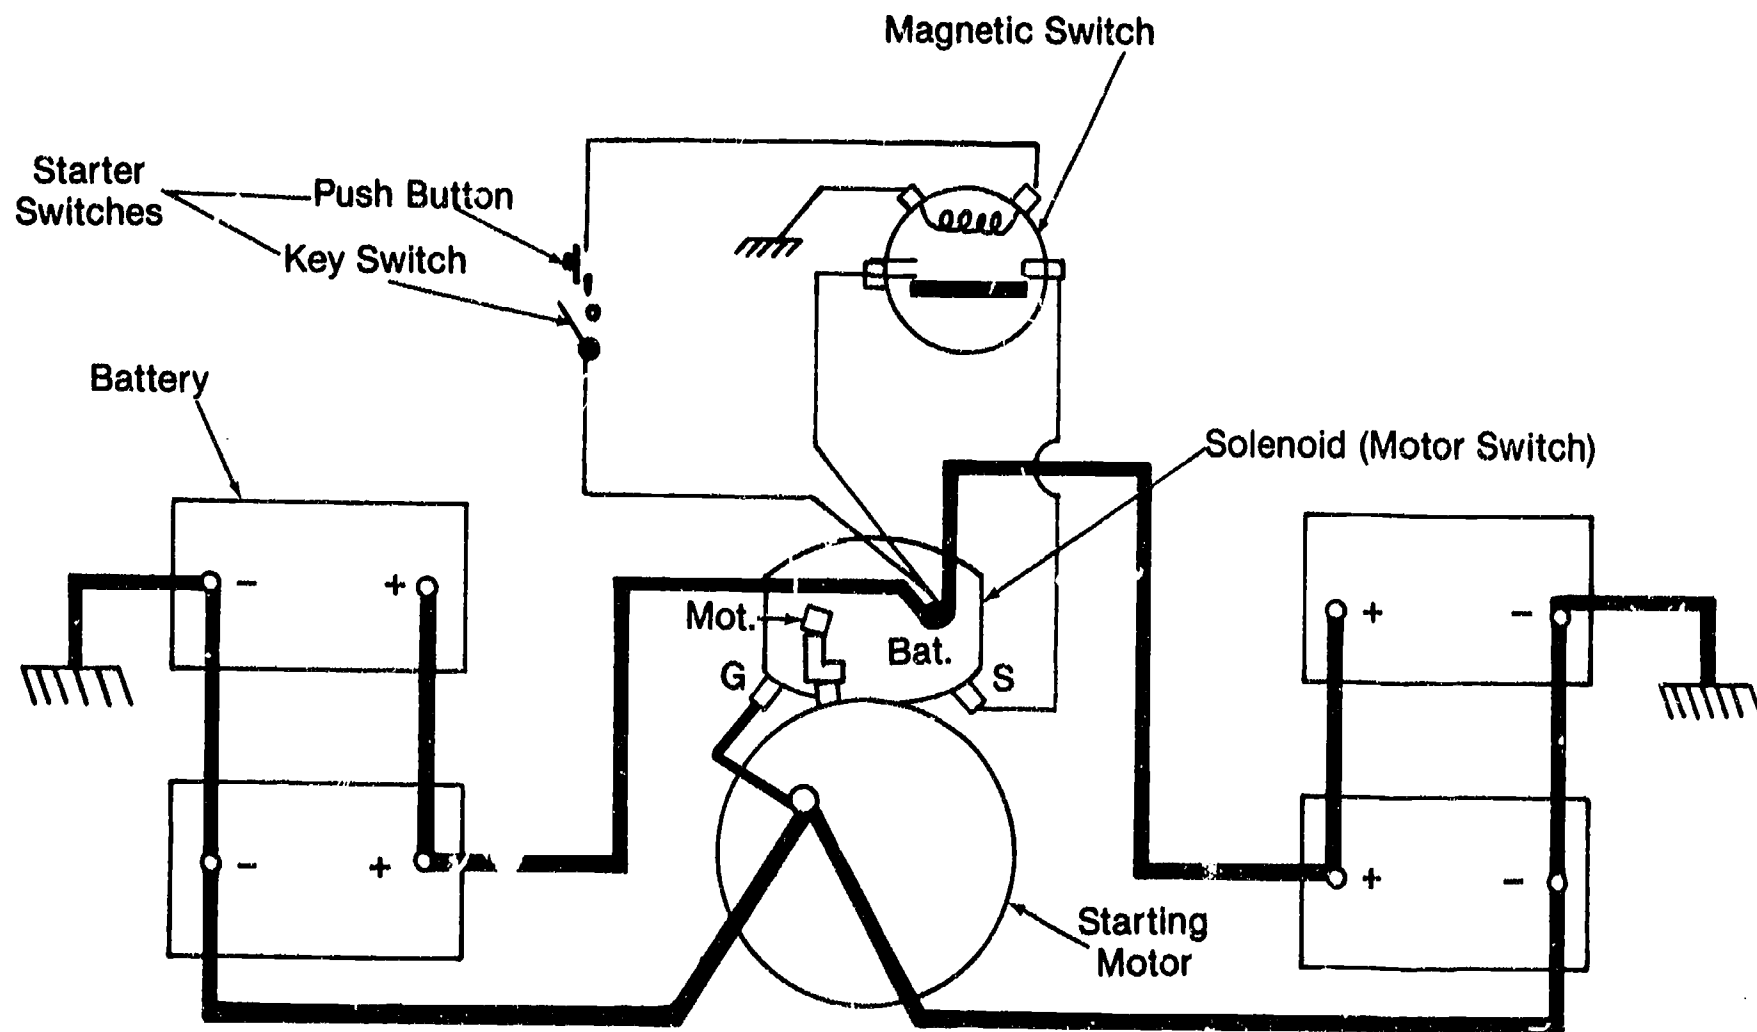 Magnetic Switch
Starter
Switches
Push Button
Key Switch
Battery
Solenoid (Motor Switch)
- +
+ -
Mot.
Bat.
G
S
- +
+ -
Starting
Motor